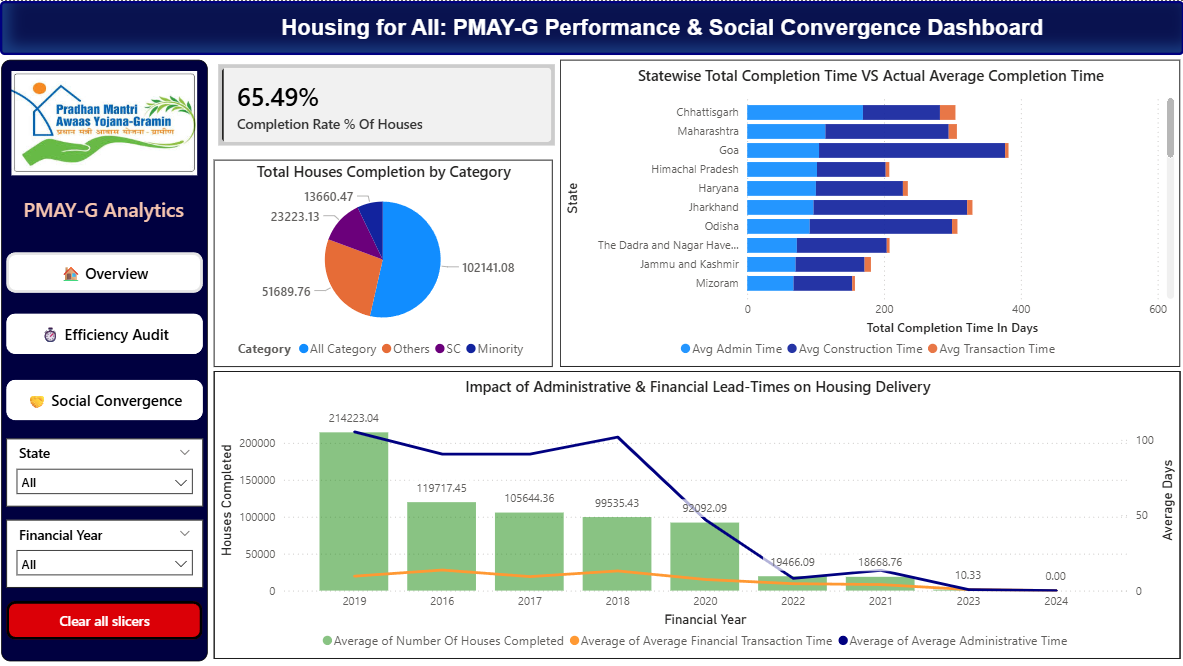 Housing for All: PMAY-G Performance & Social Convergence Dashboard
Pradhan Mantri
Awaas Yojana-Gramin
प्रधान मंत्री आवास योजना - ग्रामीण
PMAY-G Analytics
Overview
Efficiency Audit
Social Convergence
State
All
Financial Year
All
Clear all slicers
65.49%
Completion Rate % Of Houses
Total Houses Completion by Category
13660.47
23223.13
51689.76
102141.08
Category All Category Others SC Minority
Statewise Total Completion Time VS Actual Average Completion Time
State
Chhattisgarh
Maharashtra
Goa
Himachal Pradesh
Haryana
Jharkhand
Odisha
The Dadra and Nagar Have...
Jammu and Kashmir
Mizoram
0 200 400 600
Total Completion Time In Days
Avg Admin Time Avg Construction Time Avg Transaction Time
Impact of Administrative & Financial Lead-Times on Housing Delivery
Houses Completed
200000
150000
100000
50000
0
214223.04
119717.45
105644.36
99535.43
92092.09
19466.09
18668.76
10.33
0.00
100
50
0
Average Days
2019 2016 2017 2018 2020 2022 2021 2023 2024
Financial Year
Average of Number Of Houses Completed Average of Average Financial Transaction Time Average of Average Administrative Time